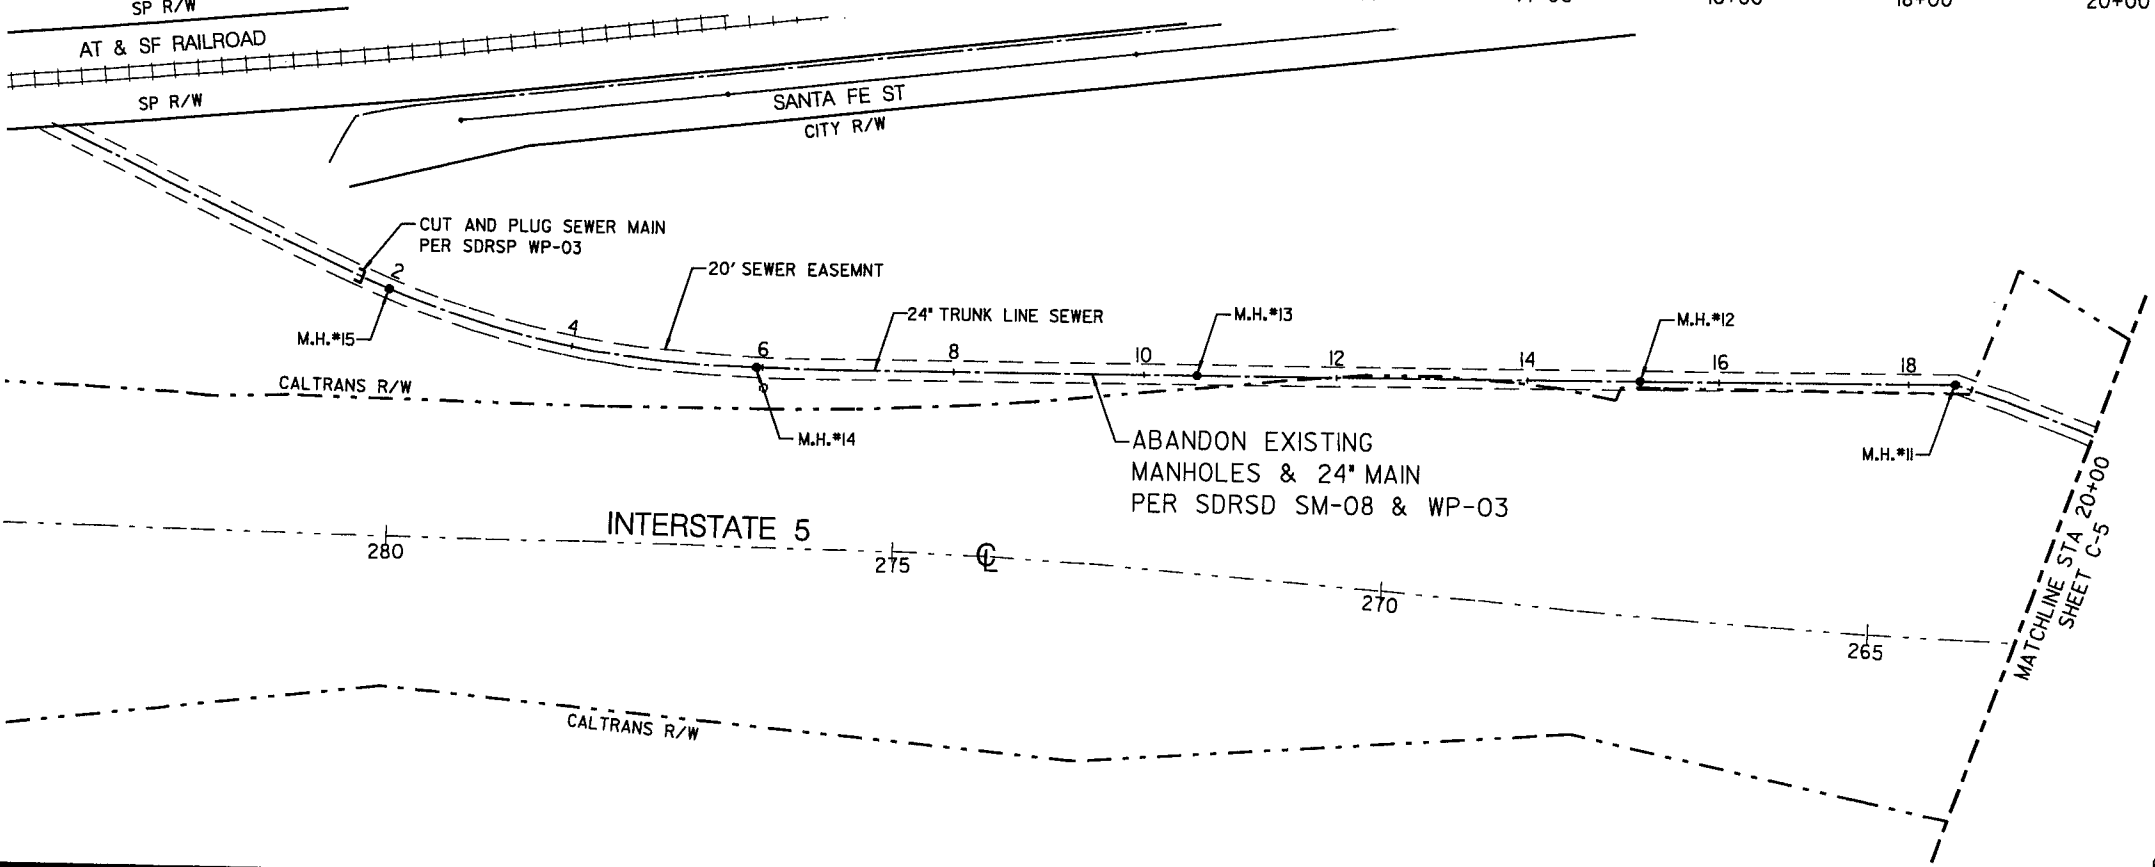 SP R/W
18+00
20+00
AT & SF RAILROAD
SP R/W
SANTA FE ST
CITY R/W
CUT AND PLUG SEWER MAIN
PER SDRSP WP-03
2
20' SEWER EASEMNT
4
24" TRUNK LINE SEWER
M.H.#13
M.H.#12
M.H.#15
6
8
10
12
14
16
18
CALTRANS R/W
M.H.#14
ABANDON EXISTING
MANHOLES & 24" MAIN
PER SDRSD SM-08 & WP-03
M.H.#11
INTERSTATE 5
280
275
CL
270
265
MATCHLINE STA 20+00
SHEET C-5
CALTRANS R/W